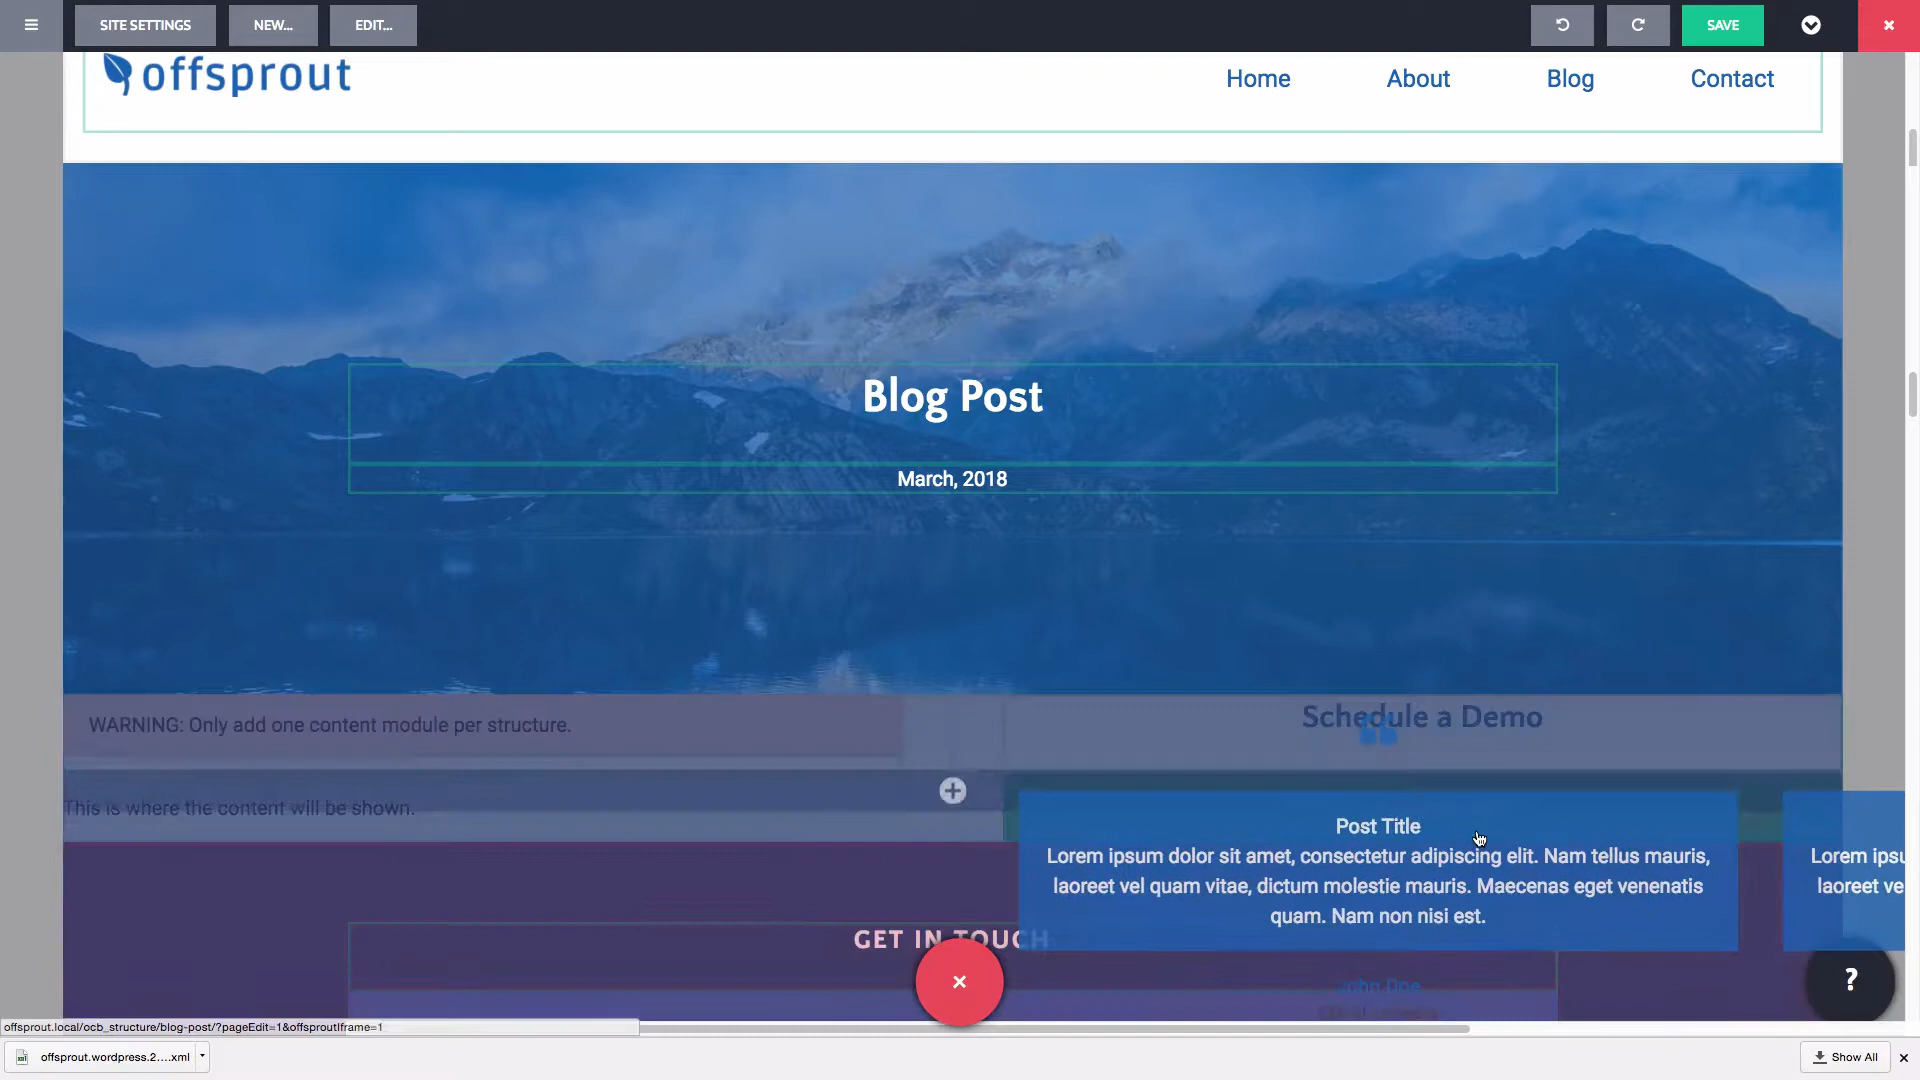 SITE SETTINGS
NEW...
EDIT...
SAVE
offsprout
Home
About
Blog
Contact
Blog Post
March, 2018
WARNING: Only add one content module per structure.
Schedule a Demo
This is where the content will be shown.
Post Title
Lorem ipsum dolor sit amet, consectetur adipiscing elit. Nam tellus mauris,
laoreet vel quam vitae, dictum molestie mauris. Maecenas eget venenatis
quam. Nam non nisi est.
Lorem ipsu
laoreet ve
GET IN TOUCH
John Doe
?
offsprout.local/ocb_structure/blog-post/?pageEdit=1&offsproutIframe=1
offsprout.wordpress.2....xml
Show All